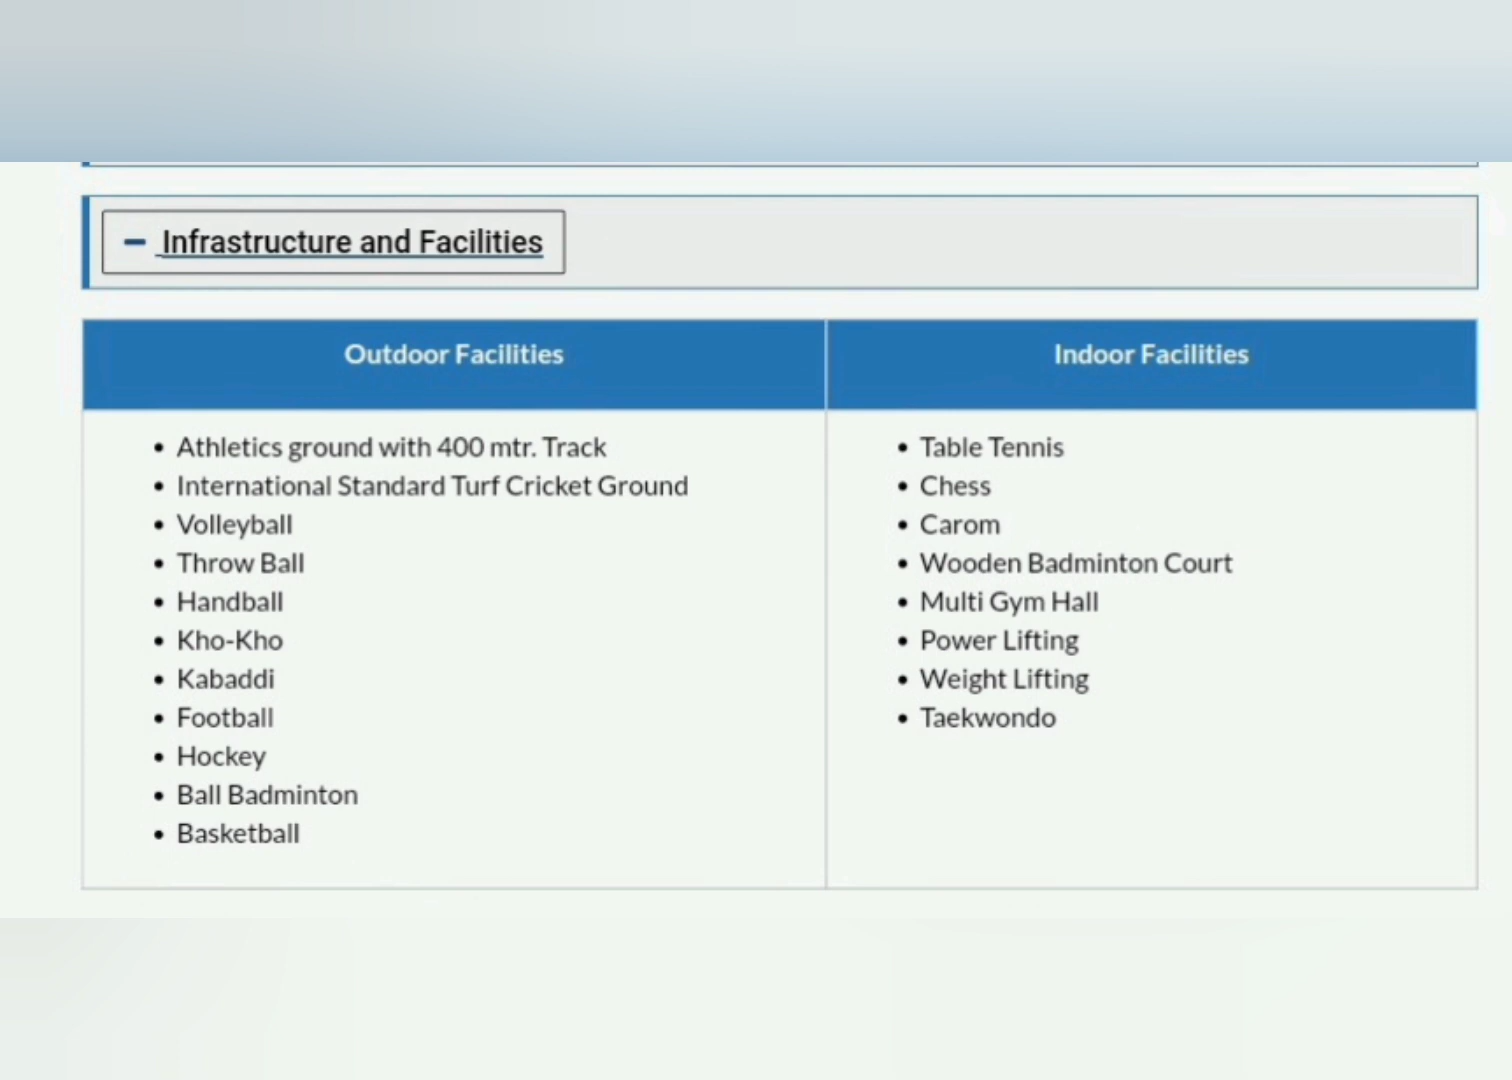 Infrastructure and Facilities
Outdoor Facilities
Athletics ground with 400 mtr. Track
International Standard Turf Cricket Ground
Volleyball
Throw Ball
Handball
Kho-Kho
Kabaddi
Football
Hockey
Ball Badminton
Basketball
Indoor Facilities
Table Tennis
Chess
Carom
Wooden Badminton Court
Multi Gym Hall
Power Lifting
Weight Lifting
Taekwondo